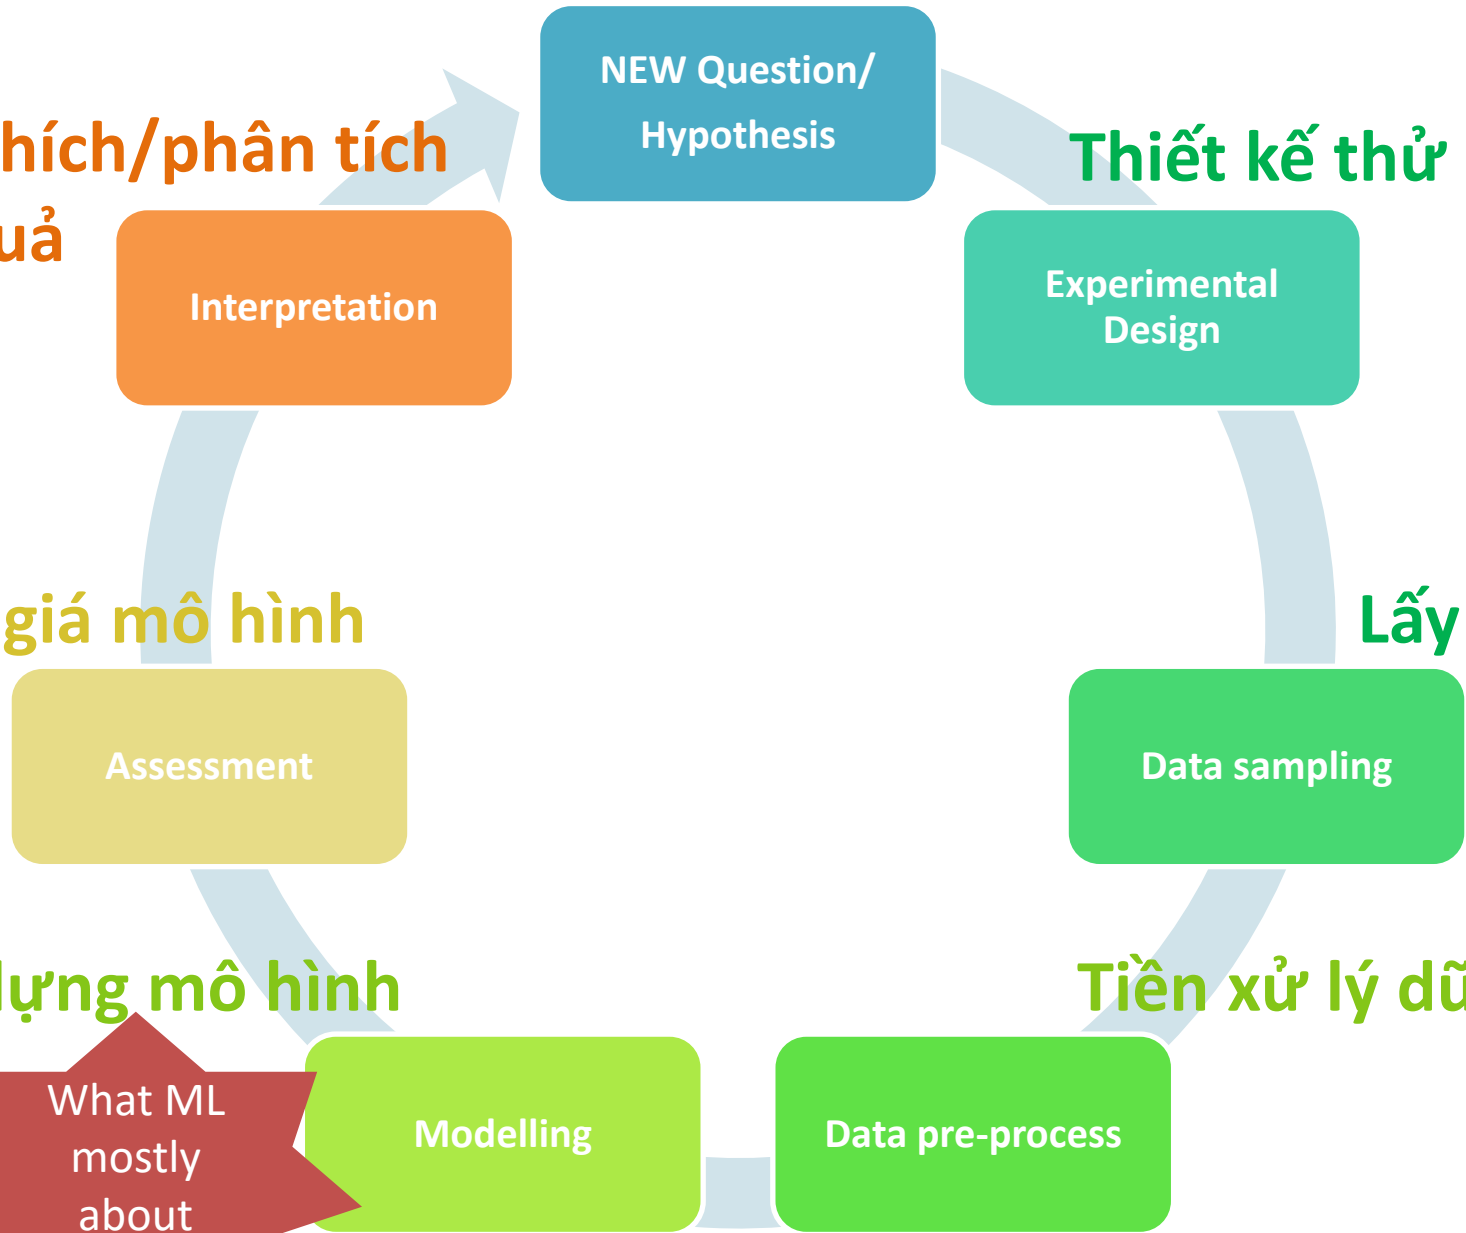 NEW Question/
Hypothesis
hích/phân tích
uả
Thiết kế thử
Interpretation
Experimental
Design
giá mô hình
Lấy
Assessment
Data sampling
dựng mô hình
Tiền xử lý dữ
What ML
mostly
about
Modelling
Data pre-process